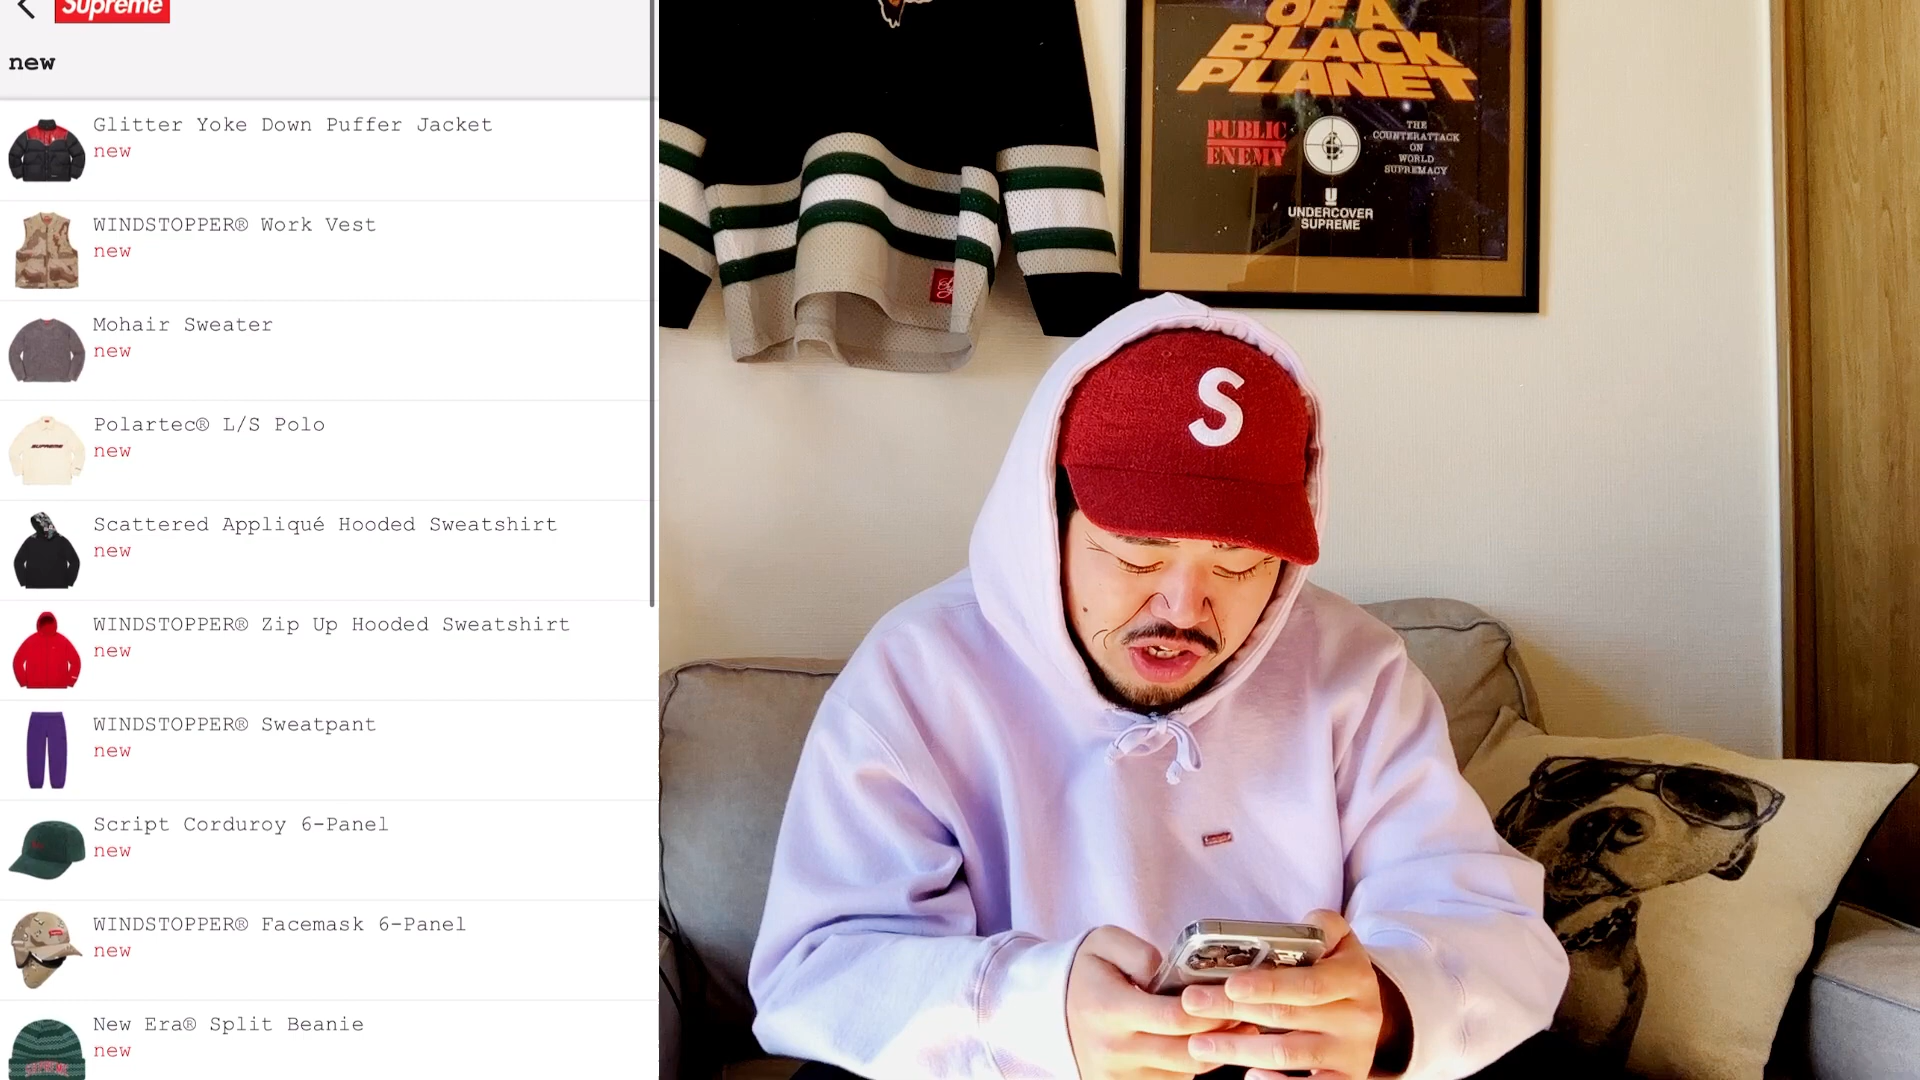 Supreme
new
Glitter Yoke Down Puffer Jacket
new
WINDSTOPPER® Work Vest
new
Mohair Sweater
new
Polartec® L/S Polo
new
Scattered Appliqué Hooded Sweatshirt
new
WINDSTOPPER® Zip Up Hooded Sweatshirt
new
WINDSTOPPER® Sweatpant
new
Script Corduroy 6-Panel
new
WINDSTOPPER® Facemask 6-Panel
new
New Era® Split Beanie
new
SUPREME
SUPREME
OF A
BLACK
PLANET
PUBLIC
ENEMY
THE
COUNTERATTACK
ON
WORLD
SUPREMACY
U
UNDERCOVER
SUPREME
S